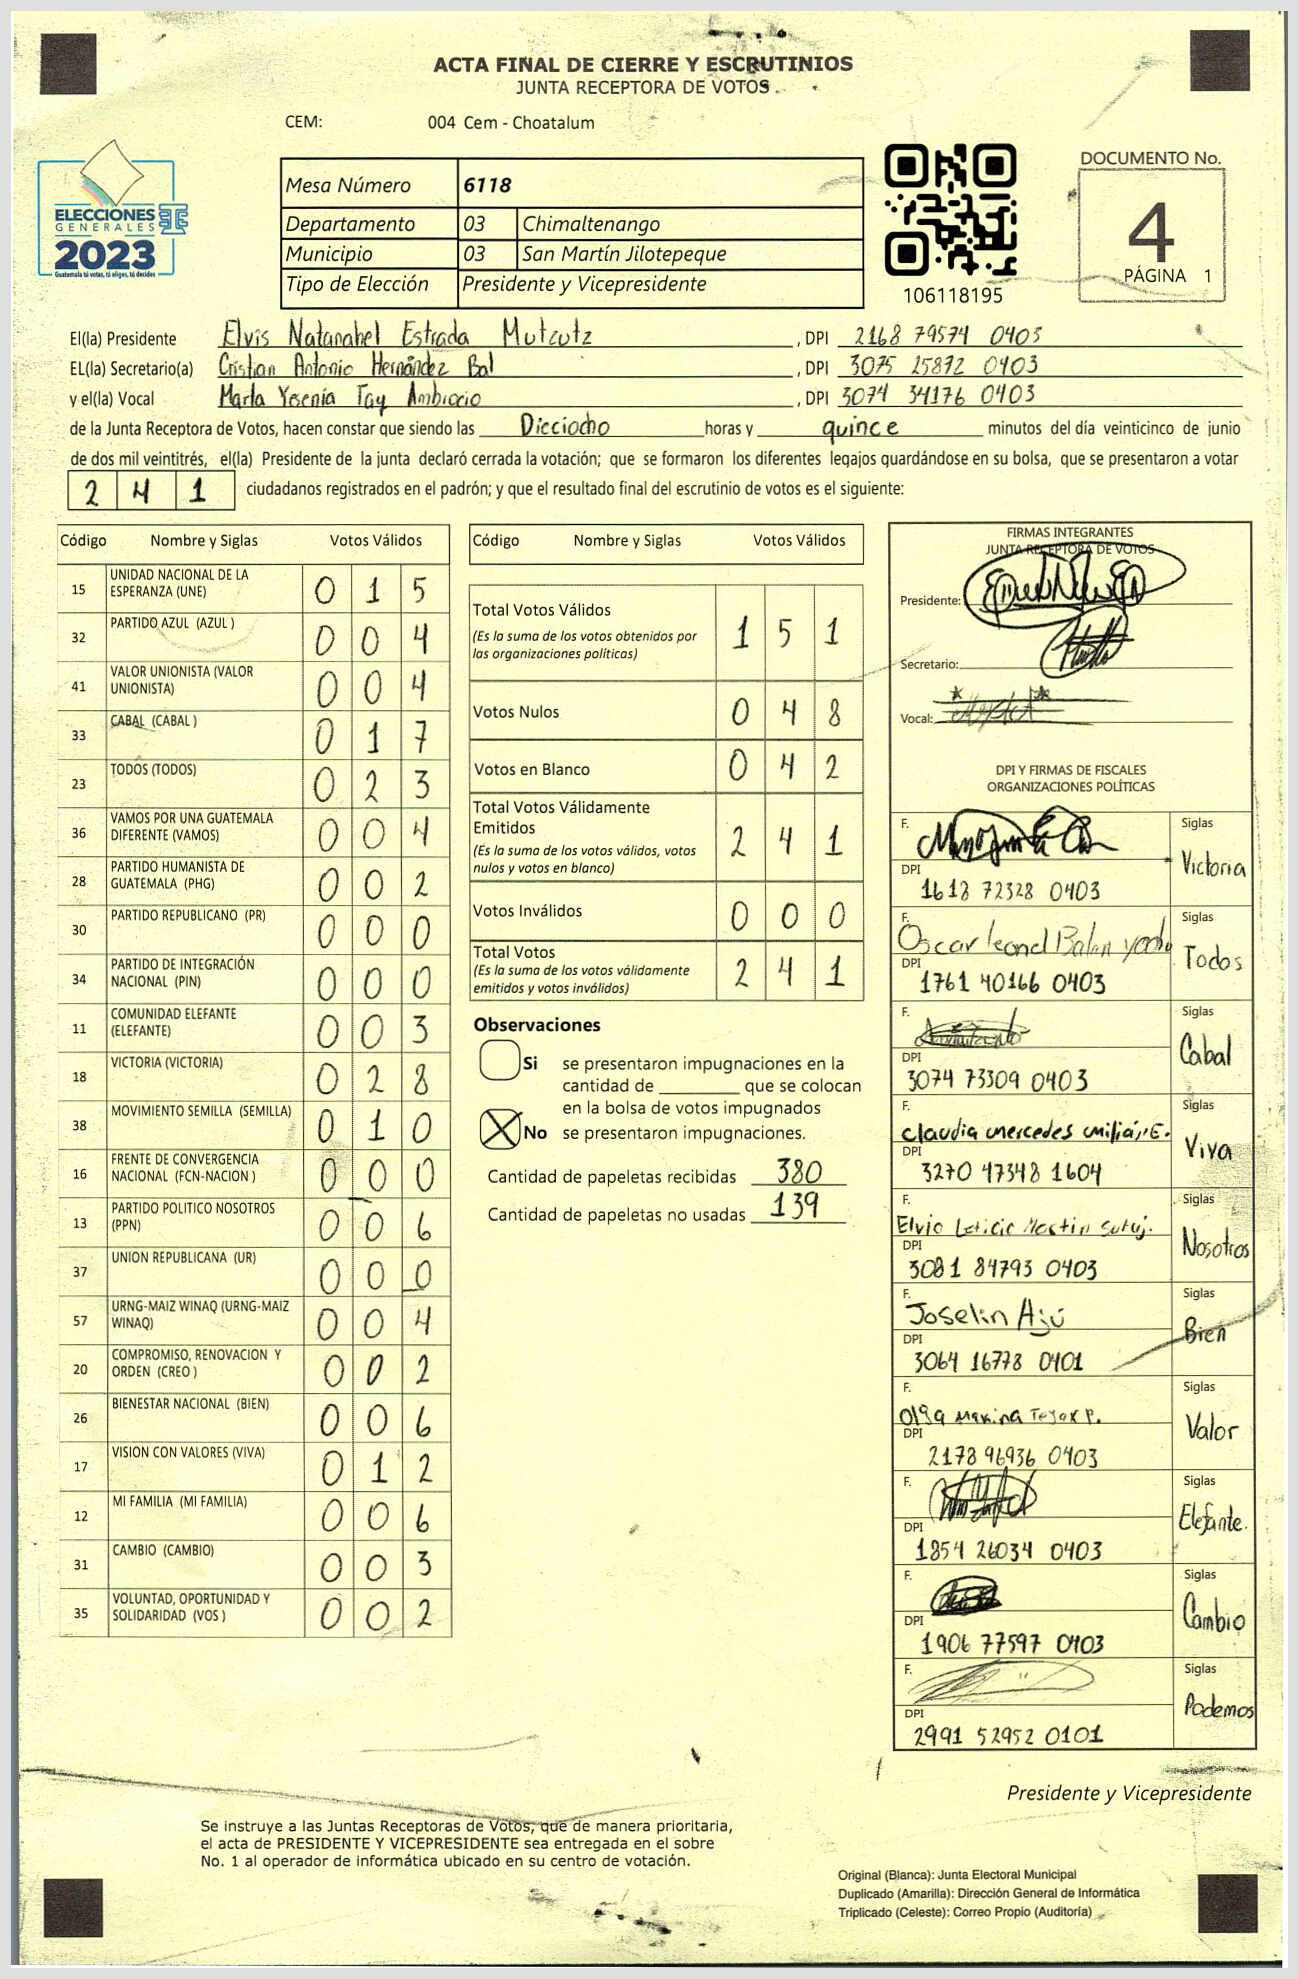 ACTA FINAL DE CIERRE Y ESCRUTINIOS
JUNTA RECEPTORA DE VOTOS
CEM: 004 Cem - Choatalum
ELECCIONES
GENERALES
2023
Guatemala tú votas, tú eliges, tú decides
Mesa Número 6118
Departamento 03 Chimaltenango
Municipio 03 San Martín Jilotepeque
Tipo de Elección Presidente y Vicepresidente
106118195
DOCUMENTO No.
4
PÁGINA 1
El(la) Presidente Elvis Natanahel Estrada Mutzutz, DPI 2168 79574 0403
EL(la) Secretario(a) Cristian Antonio Hernández Bal, DPI 3075 25872 0403
y el(la) Vocal Marla Yesenia Tay Ambrocio, DPI 3074 34176 0403
de la Junta Receptora de Votos, hacen constar que siendo las Dieciocho horas y quince minutos del día veinticinco de junio
de dos mil veintitrés, el(la) Presidente de la junta declaró cerrada la votación; que se formaron los diferentes legajos guardándose en su bolsa, que se presentaron a votar
2 4 1 ciudadanos registrados en el padrón; y que el resultado final del escrutinio de votos es el siguiente:
Código Nombre y Siglas Votos Válidos
15 UNIDAD NACIONAL DE LA ESPERANZA (UNE) 0 1 5
32 PARTIDO AZUL (AZUL ) 0 0 4
41 VALOR UNIONISTA (VALOR UNIONISTA) 0 0 4
33 CABAL (CABAL ) 0 1 7
23 TODOS (TODOS) 0 2 3
36 VAMOS POR UNA GUATEMALA DIFERENTE (VAMOS) 0 0 4
28 PARTIDO HUMANISTA DE GUATEMALA (PHG) 0 0 2
30 PARTIDO REPUBLICANO (PR) 0 0 0
34 PARTIDO DE INTEGRACIÓN NACIONAL (PIN) 0 0 0
11 COMUNIDAD ELEFANTE (ELEFANTE) 0 0 3
18 VICTORIA (VICTORIA) 0 2 8
38 MOVIMIENTO SEMILLA (SEMILLA) 0 1 0
16 FRENTE DE CONVERGENCIA NACIONAL (FCN-NACION ) 0 0 0
13 PARTIDO POLITICO NOSOTROS (PPN) 0 0 6
37 UNION REPUBLICANA (UR) 0 0 0
57 URNG-MAIZ WINAQ (URNG-MAIZ WINAQ) 0 0 4
20 COMPROMISO, RENOVACION Y ORDEN (CREO ) 0 0 2
26 BIENESTAR NACIONAL (BIEN) 0 0 6
17 VISION CON VALORES (VIVA) 0 1 2
12 MI FAMILIA (MI FAMILIA) 0 0 6
31 CAMBIO (CAMBIO) 0 0 3
35 VOLUNTAD, OPORTUNIDAD Y SOLIDARIDAD (VOS ) 0 0 2
Código Nombre y Siglas Votos Válidos
Total Votos Válidos 1 5 1
(Es la suma de los votos obtenidos por
las organizaciones políticas)
Votos Nulos 0 4 8
Votos en Blanco 0 4 2
Total Votos Válidamente
Emitidos 2 4 1
(Es la suma de los votos válidos, votos
nulos y votos en blanco)
Votos Inválidos 0 0 0
Total Votos 2 4 1
(Es la suma de los votos válidamente
emitidos y votos inválidos)
Observaciones
Si se presentaron impugnaciones en la
cantidad de ________ que se colocan
en la bolsa de votos impugnados
No se presentaron impugnaciones.
Cantidad de papeletas recibidas 380
Cantidad de papeletas no usadas 139
FIRMAS INTEGRANTES
JUNTA RECEPTORA DE VOTOS
Presidente:
Secretario:
Vocal:
DPI Y FIRMAS DE FISCALES
ORGANIZACIONES POLÍTICAS
F. Siglas
DPI Victoria
1618 72328 0403
F. Oscar Leonel Balan Siglas
DPI Todos
1761 40166 0403
F. Siglas
DPI Cabal
3074 73309 0403
F. Siglas
Claudia Mercedes E.
DPI Viva
3270 47348 1604
F. Siglas
Elvia Leticia Martin
DPI Nosotros
3081 84793 0403
F. Siglas
Joselin Ajú
DPI Bien
3064 16778 0401
F. Siglas
Olga Marina P.
DPI Valor
2178 96936 0403
F. Siglas
DPI Elefante.
1854 26034 0403
F. Siglas
DPI Cambio
1906 77597 0403
F. Siglas
DPI Podemos
2991 52952 0101
Presidente y Vicepresidente
Se instruye a las Juntas Receptoras de Votos, que de manera prioritaria,
el acta de PRESIDENTE Y VICEPRESIDENTE sea entregada en el sobre
No. 1 al operador de informática ubicado en su centro de votación.
Original (Blanca): Junta Electoral Municipal
Duplicado (Amarilla): Dirección General de Informática
Triplicado (Celeste): Correo Propio (Auditoría)